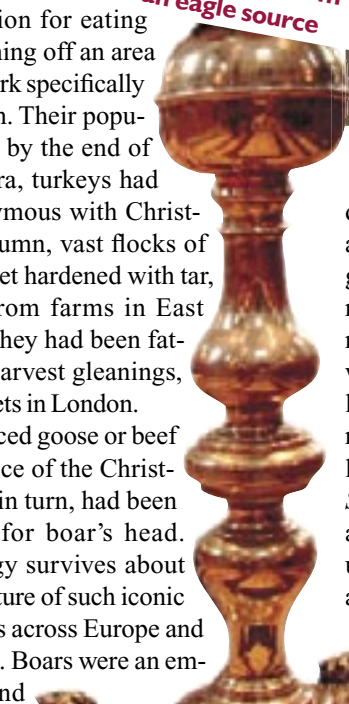 an eagle source
ion for eating
ing off an area
rk specifically
n. Their popu-
by the end of
ra, turkeys had
ymous with Christ-
umn, vast flocks of
et hardened with tar,
rom farms in East
hey had been fat-
arvest gleanings,
ets in London.
ced goose or beef
ce of the Christ-
in turn, had been
for boar's head.
gy survives about
ture of such iconic
s across Europe and
. Boars were an em-
nd